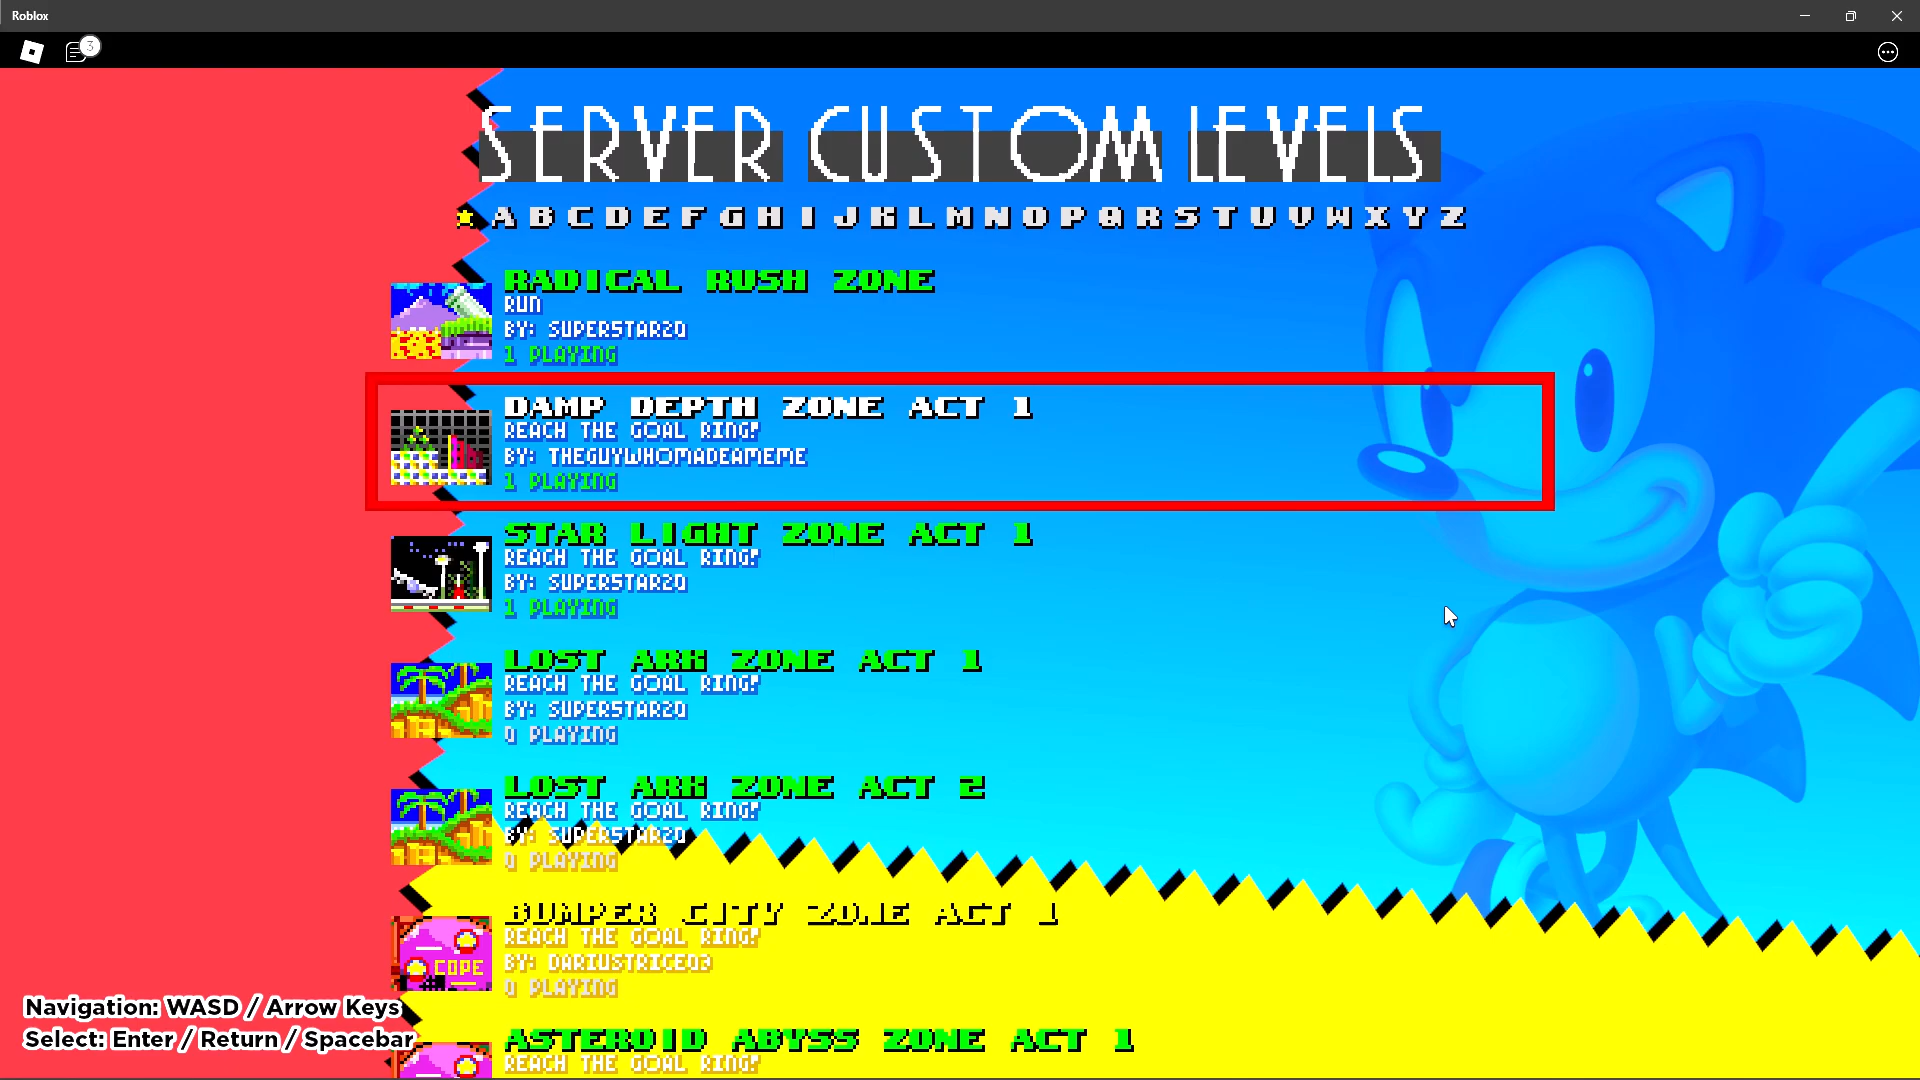 Roblox
3
SERVER CUSTOM LEVELS
A B C D E F G H I J K L M N O P Q R S T U V W X Y Z
RADICAL RUSH ZONE
RUN
BY: SUPERSTAR20
1 PLAYING
DAMP DEPTH ZONE ACT 1
REACH THE GOAL RING!
BY: THEGUYWHOMADEAMEME
1 PLAYING
STAR LIGHT ZONE ACT 1
REACH THE GOAL RING!
BY: SUPERSTAR20
1 PLAYING
LOST ARK ZONE ACT 1
REACH THE GOAL RING!
BY: SUPERSTAR20
0 PLAYING
LOST ARK ZONE ACT 2
REACH THE GOAL RING!
BY: SUPERSTAR20
0 PLAYING
BUMPER CITY ZONE ACT 1
REACH THE GOAL RING!
BY: DARIUSTRICE03
0 PLAYING
COPE
ASTEROID ABYSS ZONE ACT 1
REACH THE GOAL RING!
Navigation: WASD / Arrow Keys
Select: Enter / Return / Spacebar